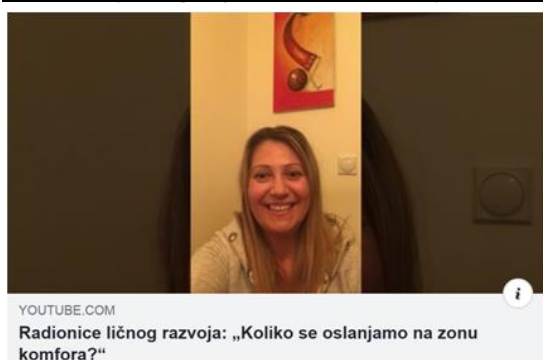 YOUTUBE.COM
Radionice ličnog razvoja: „Koliko se oslanjamo na zonu
komfora?“